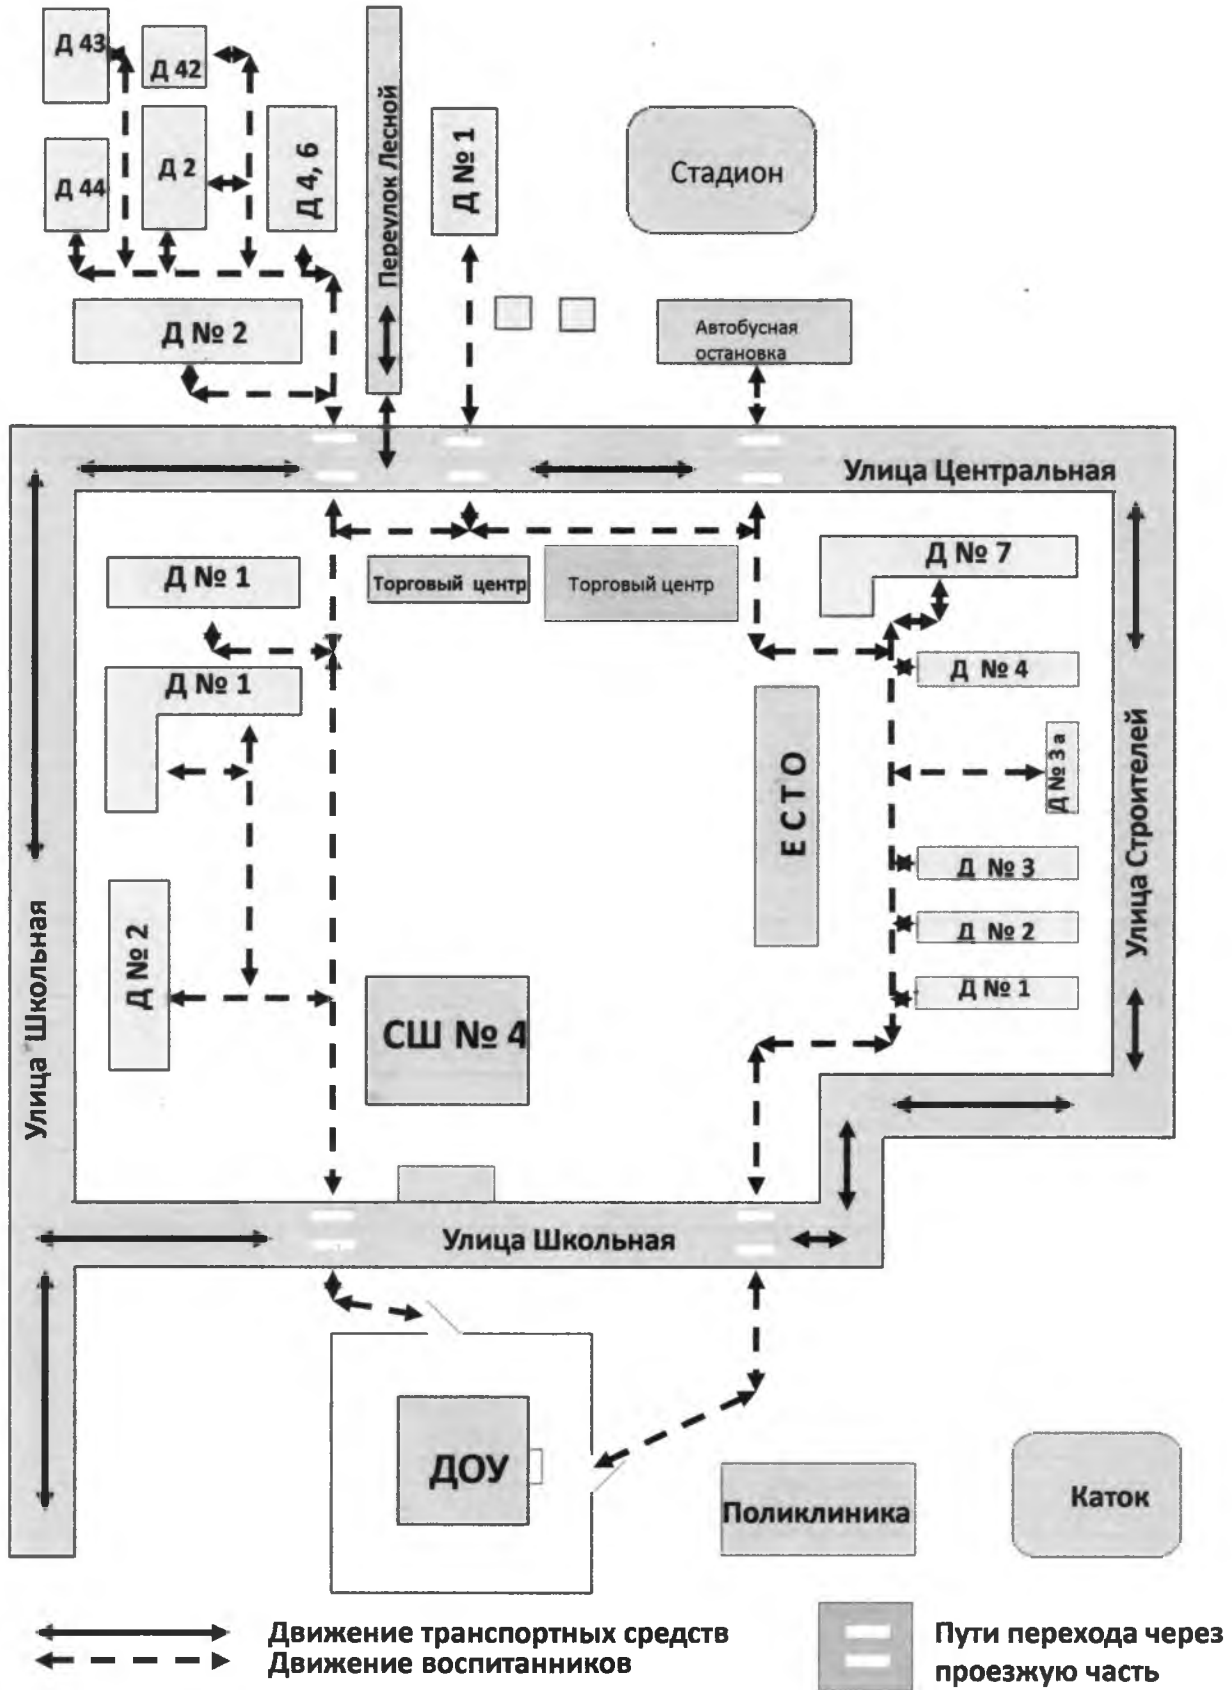 Д 43
Д 42
Д 44
Д 2
Д 4, 6
Переулок Лесной
Д № 1
Стадион
Д № 2
Автобусная
остановка
Улица Центральная
Д № 1
Торговый центр
Торговый центр
Д № 7
Д № 1
Д № 4
Д № 3 а
Е С Т О
Д № 3
Д № 2
Д № 2
Д № 1
Улица Школьная
Улица Строителей
СШ № 4
Улица Школьная
ДОУ
Поликлиника
Каток
Движение транспортных средств
Движение воспитанников
Пути перехода через
проезжую часть